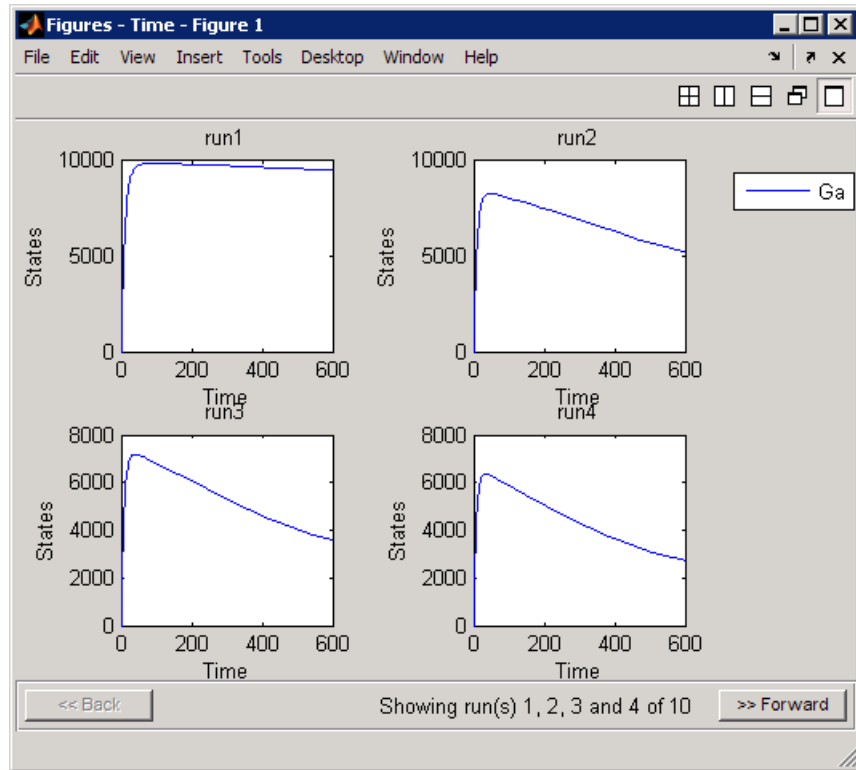 Figures - Time - Figure 1
File Edit View Insert Tools Desktop Window Help
run1
10000
5000
0
States
0 200 400 600
Time
run2
10000
5000
0
States
0 200 400 600
Time
Ga
run3
8000
6000
4000
2000
0
States
0 200 400 600
Time
run4
8000
6000
4000
2000
0
States
0 200 400 600
Time
<< Back
Showing run(s) 1, 2, 3 and 4 of 10
>> Forward